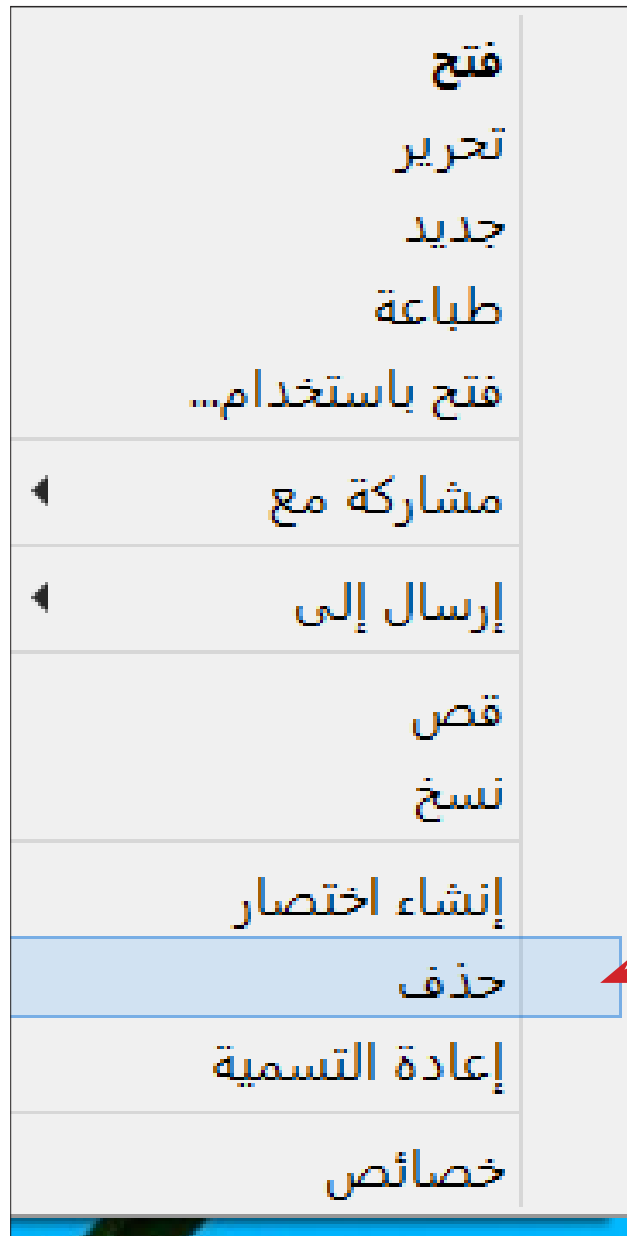 فتح
تحرير
جديد
طباعة
فتح باستخدام...
مشاركة مع
إرسال إلى
قص
نسخ
إنشاء اختصار
حذف
إعادة التسمية
خصائص